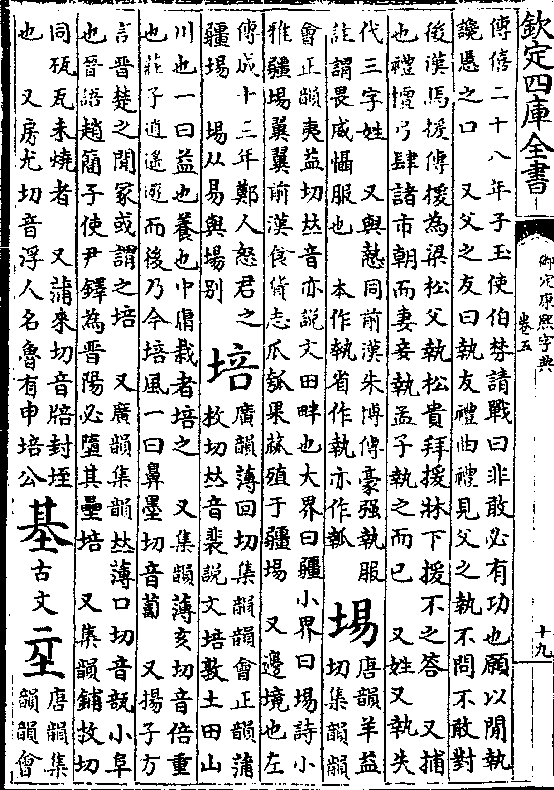 欽定四庫全書
御定康熙字典
卷五
十九
傳僖二十八年子玉使伯棼請戰曰非敢必有功也願以閒執
讒慝之口 又父之友曰執友禮曲禮見父之執不問不敢對
後漢馬援傳援為梁松父執松貴拜援牀下援不之答 又捕
也禮檀弓肆諸市朝而妻妾執孟子執之而已 又姓又執失
代三字姓 又與慹同前漢朱博傳豪强執服
註謂畏威懾服也 本作執省作執亦作瓡
埸
唐韻羊益
切集韻韻
會正韻夷益切𠀤音亦說文田畔也大界曰疆小界曰埸詩小
雅疆埸翼翼前漢食貨志瓜瓠果蓏殖于疆埸 又邊境也左
傳成十三年鄭人怒君之
疆埸 埸从易與場别
培
廣韻薄回切集韻韻會正韻蒲
枚切𠀤音裴說文培敦土田山
川也一曰益也養也中庸栽者培之 又集韻薄亥切音倍重
也莊子逍遙遊而後乃今培風一曰鼻墨切音蔔 又揚子方
言晉楚之間冢或謂之培 又廣韻集韻𠀤薄口切音瓿小阜
也晉語趙簡子使尹鐸為晉陽必墮其壘培 又集韻鋪枚切
同瓦未燒者 又蒲來切音封垤
也 又房尤切音浮人名魯有申培公
基
古文
唐韻集
韻韻會